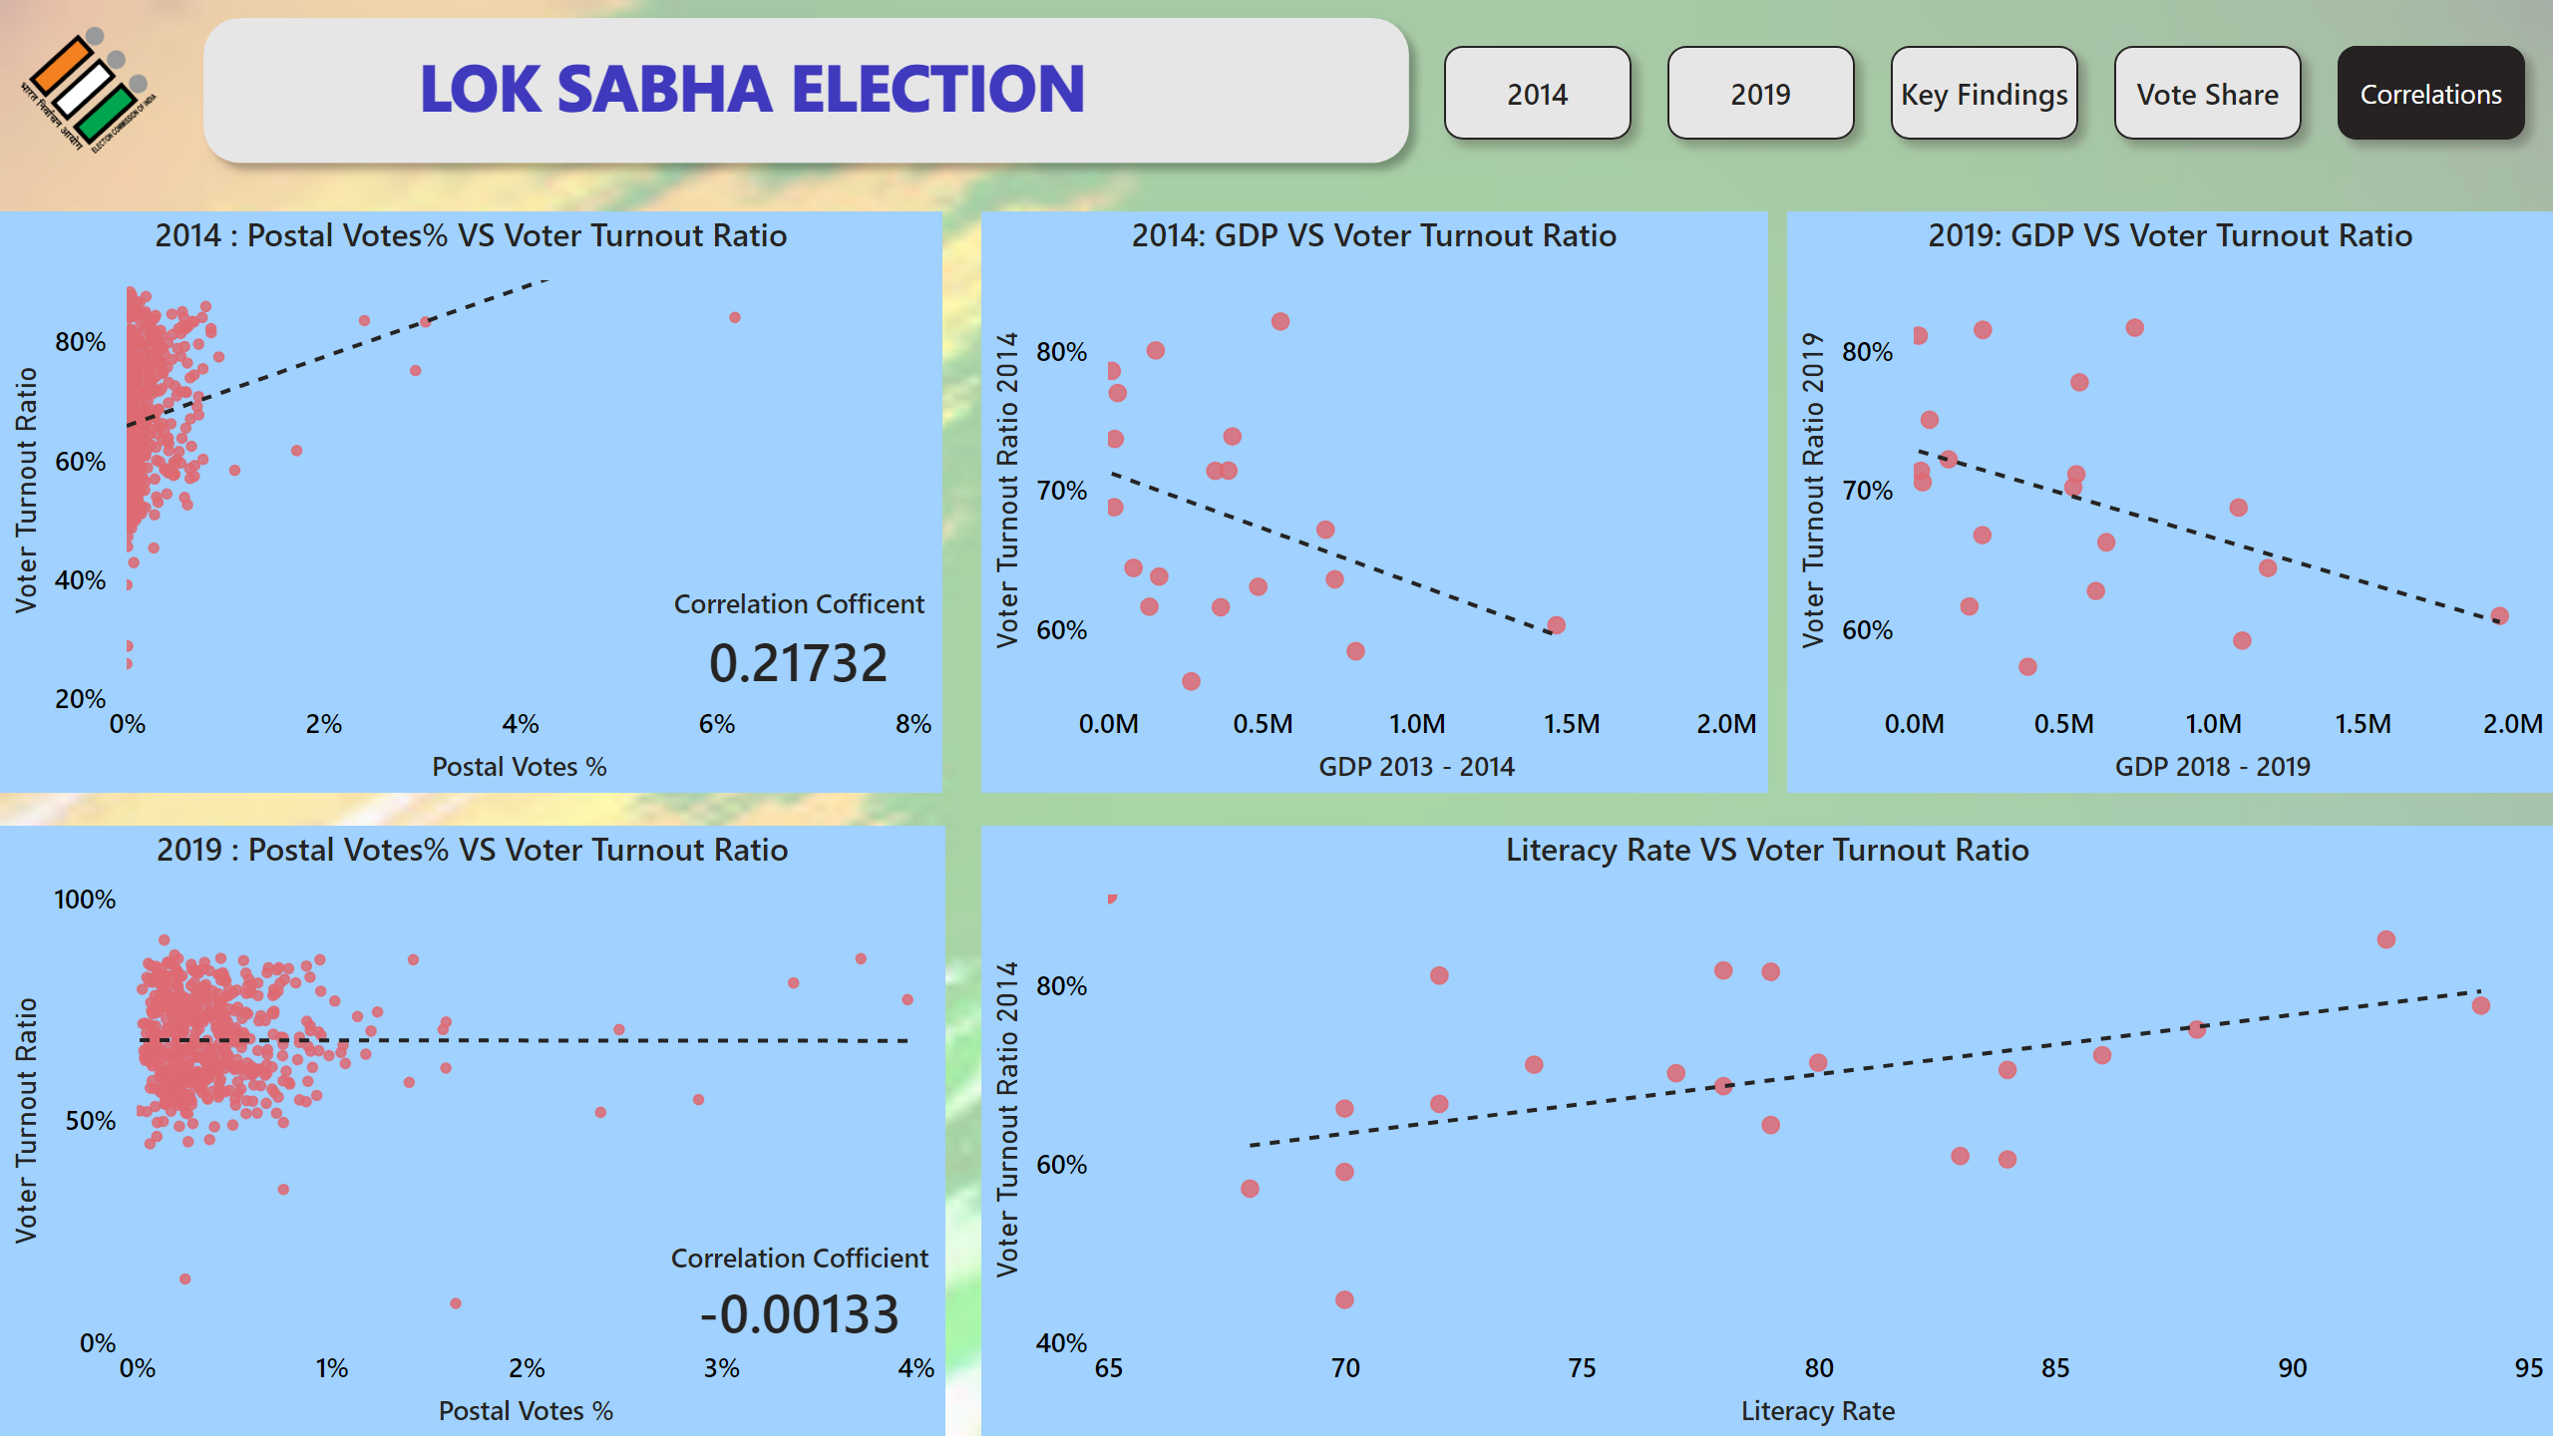 भारत निर्वाचन आयोग
ELECTION COMMISSION OF INDIA
LOK SABHA ELECTION
2014
2019
Key Findings
Vote Share
Correlations
2014 : Postal Votes% VS Voter Turnout Ratio
Voter Turnout Ratio
80%
60%
40%
20%
0%
2%
4%
6%
8%
Postal Votes %
Correlation Cofficent
0.21732
2014: GDP VS Voter Turnout Ratio
Voter Turnout Ratio 2014
80%
70%
60%
0.0M
0.5M
1.0M
1.5M
2.0M
GDP 2013 - 2014
2019: GDP VS Voter Turnout Ratio
Voter Turnout Ratio 2019
80%
70%
60%
0.0M
0.5M
1.0M
1.5M
2.0M
GDP 2018 - 2019
2019 : Postal Votes% VS Voter Turnout Ratio
Voter Turnout Ratio
100%
50%
0%
0%
1%
2%
3%
4%
Postal Votes %
Correlation Cofficient
-0.00133
Literacy Rate VS Voter Turnout Ratio
Voter Turnout Ratio 2014
80%
60%
40%
65
70
75
80
85
90
95
Literacy Rate